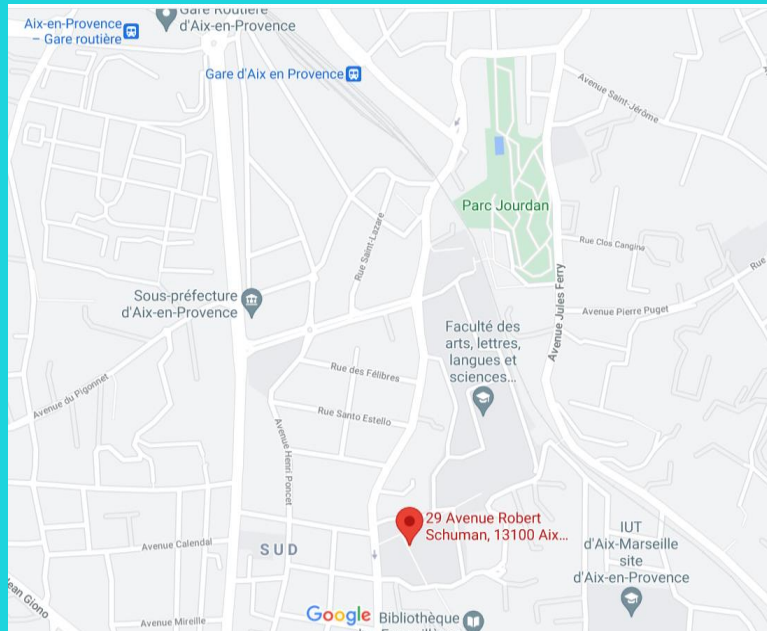 Gare Routière
d'Aix-en-Provence
Aix-en-Provence
– Gare routière
Gare d'Aix en Provence
Avenue Saint-Jérôme
Parc Jourdan
Rue Saint-Lazare
Rue Clos Cangina
Rue
Sous-préfecture
d'Aix-en-Provence
Avenue Jules Ferry
Avenue Pierre Puget
Faculté des
arts, lettres,
langues et
sciences...
Rue des Félibres
Avenue du Pigonnet
Rue Santo Estello
Avenue Henri Poncet
29 Avenue Robert
Schuman, 13100 Aix...
IUT
d'Aix-Marseille
site
d'Aix-en-Provence
Avenue Calendal
SUD
Jean Giono
Avenue Mireille
Google
Bibliothèque